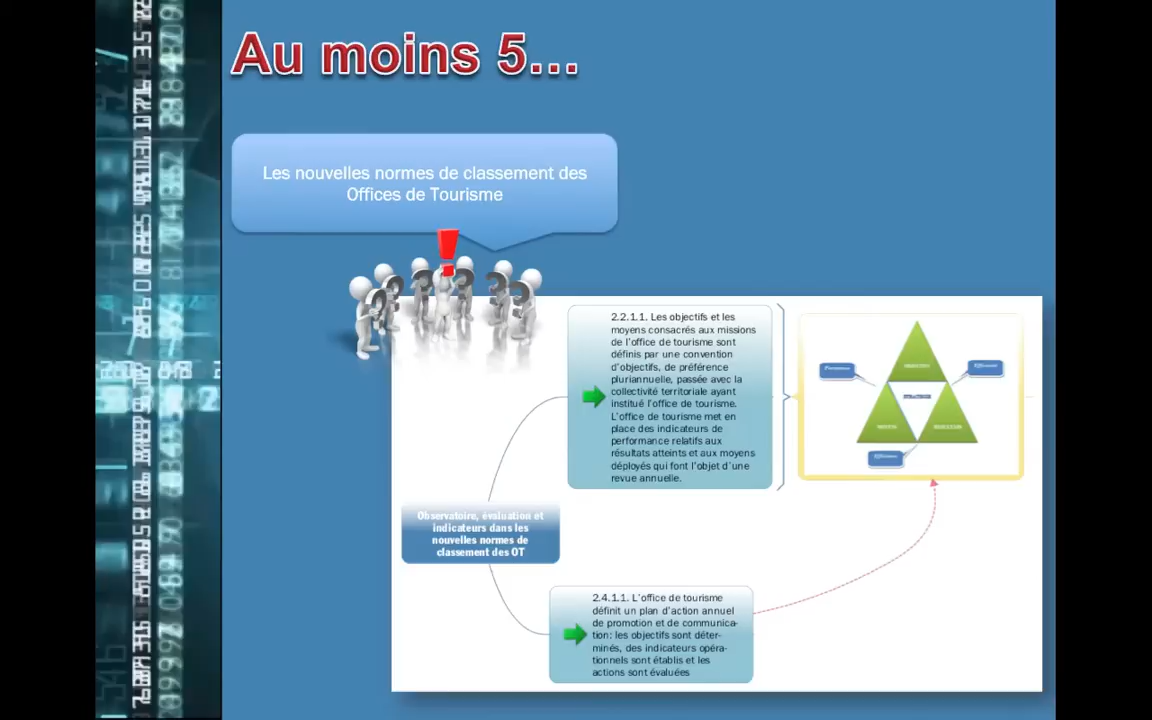 Au moins 5...
Les nouvelles normes de classement des
Offices de Tourisme
2.2.1.1. Les objectifs et les
moyens consacrés aux missions
de l'office de tourisme sont
définis par une convention
d'objectifs, de préférence
pluriannuelle, passée avec la
collectivité territoriale ayant
institué l'office de tourisme.
L'office de tourisme met en
place des indicateurs de
performance relatifs aux
résultats atteints et aux moyens
déployés qui font l'objet d'une
revue annuelle.
Observatoire, évaluation et
indicateurs dans les
nouvelles normes de
classement des OT
2.4.1.1. L'office de tourisme
définit un plan d'action annuel
de promotion et de communica-
tion: les objectifs sont déter-
minés, des indicateurs opéra-
tionnels sont établis et les
actions sont évaluées